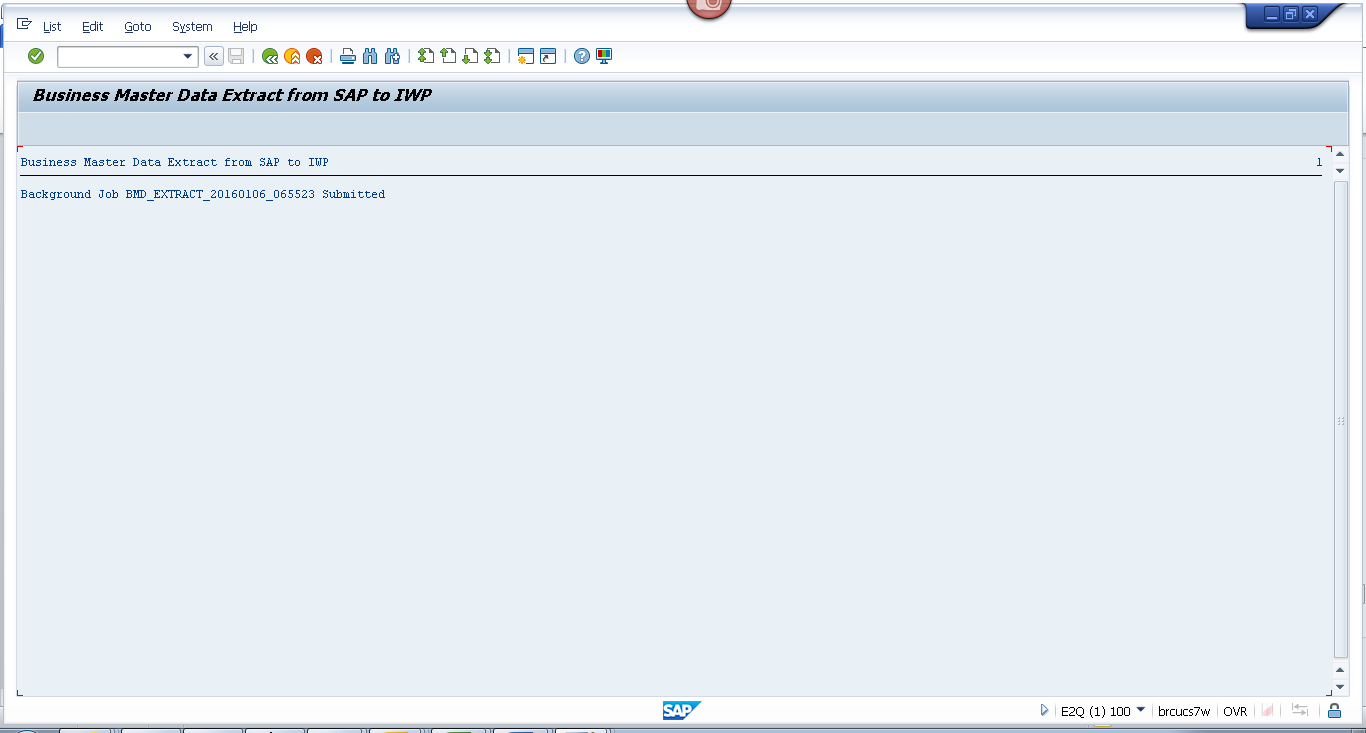 List Edit Goto System Help
Business Master Data Extract from SAP to IWP
Business Master Data Extract from SAP to IWP 1
Background Job BMD_EXTRACT_20160106_065523 Submitted
SAP
E2Q (1) 100 brcucs7w OVR